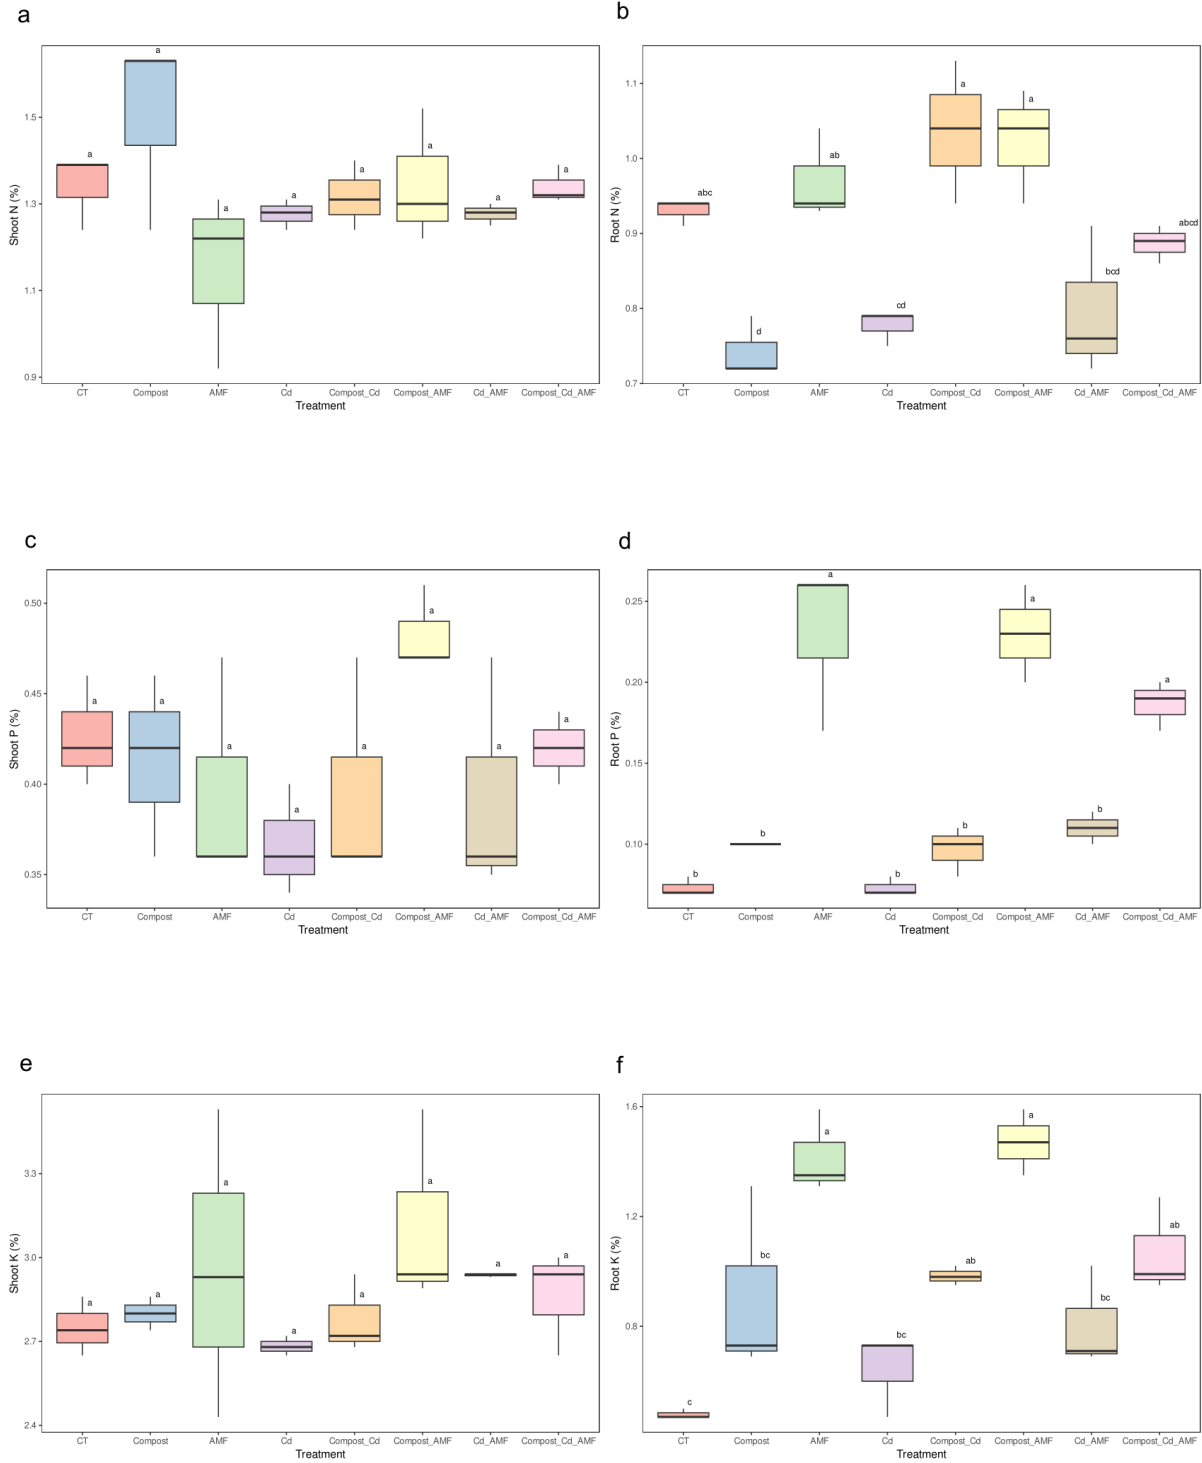 a
Shoot N (%)
1.5
1.3
1.1
0.9
a a a a a a a a
CT Compost AMF Cd Compost_Cd Compost_AMF Cd_AMF Compost_Cd_AMF
Treatment
b
Root N (%)
1.1
1.0
0.9
0.8
0.7
abc d ab cd a a bcd abcd
CT Compost AMF Cd Compost_Cd Compost_AMF Cd_AMF Compost_Cd_AMF
Treatment
c
Shoot P (%)
0.50
0.45
0.40
0.35
a a a a a a a a
CT Compost AMF Cd Compost_Cd Compost_AMF Cd_AMF Compost_Cd_AMF
Treatment
d
Root P (%)
0.25
0.20
0.15
0.10
b b a b b a b a
CT Compost AMF Cd Compost_Cd Compost_AMF Cd_AMF Compost_Cd_AMF
Treatment
e
Shoot K (%)
3.3
3.0
2.7
2.4
a a a a a a a a
CT Compost AMF Cd Compost_Cd Compost_AMF Cd_AMF Compost_Cd_AMF
Treatment
f
Root K (%)
1.6
1.2
0.8
c bc a bc ab a bc ab
CT Compost AMF Cd Compost_Cd Compost_AMF Cd_AMF Compost_Cd_AMF
Treatment